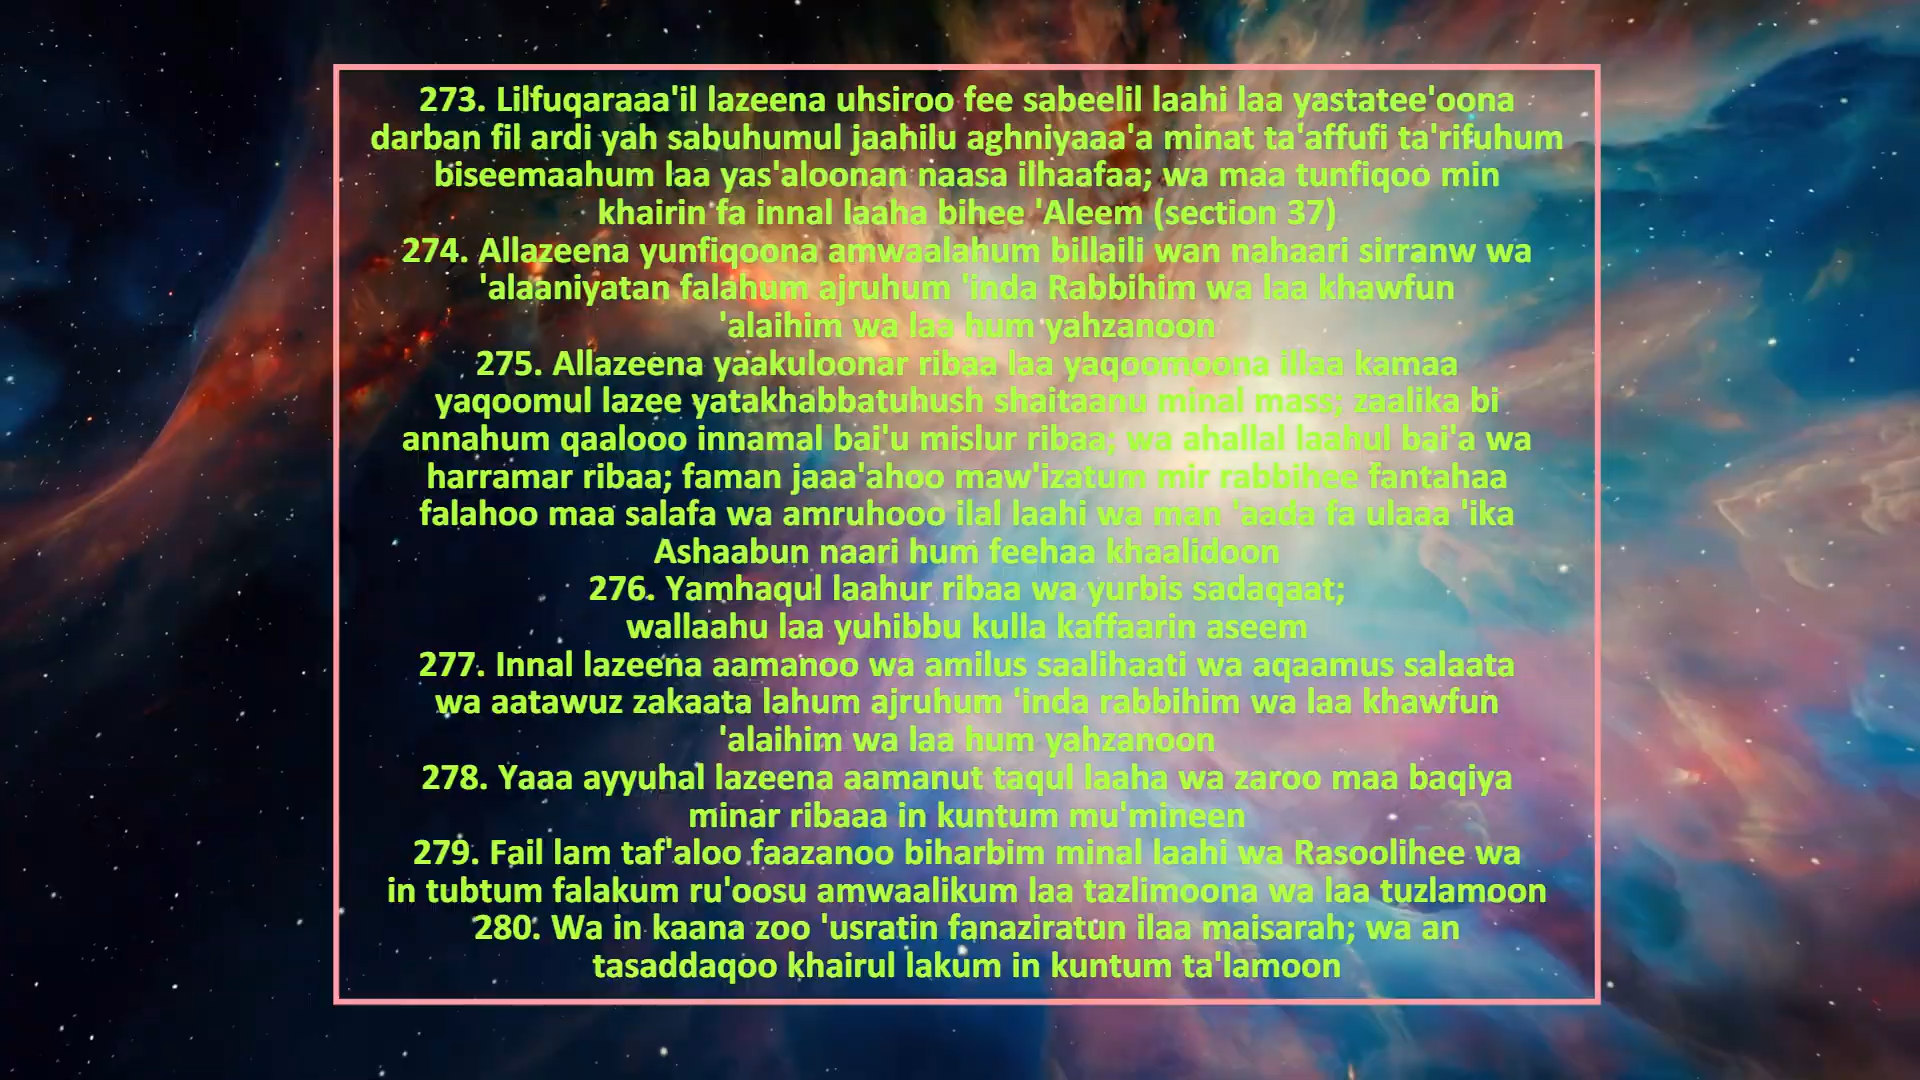 273. Lilfuqaraaa'il lazeena uhsiroo fee sabeelil laahi laa yastatee'oona
darban fil ardi yah sabuhumul jaahilu aghniyaaa'a minat ta'affufi ta'rifuhum
biseemaahum laa yas'aloonan naasa ilhaafaa; wa maa tunfiqoo min
khairin fa innal laaha bihee 'Aleem (section 37)
274. Allazeena yunfiqoona amwaalahum billaili wan nahaari sirranw wa
'alaaniyatan falahum ajruhum 'inda Rabbihim wa laa khawfun
'alaihim wa laa hum yahzanoon
275. Allazeena yaakuloonar ribaa laa yaqoomoona illaa kamaa
yaqoomul lazee yatakhabbatuhush shaitaanu minal mass; zaalika bi
annahum qaalooo innamal bai'u mislur ribaa; wa ahallal laahul bai'a wa
harramar ribaa; faman jaaa'ahoo maw'izatum mir rabbihee fantahaa
falahoo maa salafa wa amruhooo ilal laahi wa man 'aada fa ulaaa 'ika
Ashaabun naari hum feehaa khaalidoon
276. Yamhaqul laahur ribaa wa yurbis sadaqaat;
wallaahu laa yuhibbu kulla kaffaarin aseem
277. Innal lazeena aamanoo wa amilus saalihaati wa aqaamus salaata
wa aatawuz zakaata lahum ajruhum 'inda rabbihim wa laa khawfun
'alaihim wa laa hum yahzanoon
278. Yaaa ayyuhal lazeena aamanut taqul laaha wa zaroo maa baqiya
minar ribaaa in kuntum mu'mineen
279. Fail lam taf'aloo faazanoo biharbim minal laahi wa Rasoolihee wa
in tubtum falakum ru'oosu amwaalikum laa tazlimoona wa laa tuzlamoon
280. Wa in kaana zoo 'usratin fanaziratun ilaa maisarah; wa an
tasaddaqoo khairul lakum in kuntum ta'lamoon